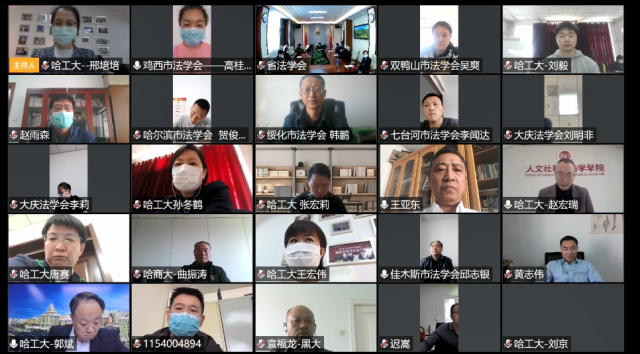 主持人 哈工大--邢培培
鸡西市法学会——高桂...
省法学会
双鸭山市法学会吴爽
哈工大-刘毅
赵雨森
哈尔滨市法学会 贺俊...
绥化市法学会 韩鹏
七台河市法学会李闻达
大庆法学会刘明非
大庆法学会李莉
哈工大孙冬鹤
哈工大 张宏莉
王亚东
人文社科 法学学院
哈工大-赵宏瑞
哈工大唐赛
哈商大-曲振涛
哈工大王宏伟
佳木斯市法学会邱志银
黄志伟
哈工大-郭斌
1154004894
袁福龙-黑大
迟嵩
哈工大-刘京